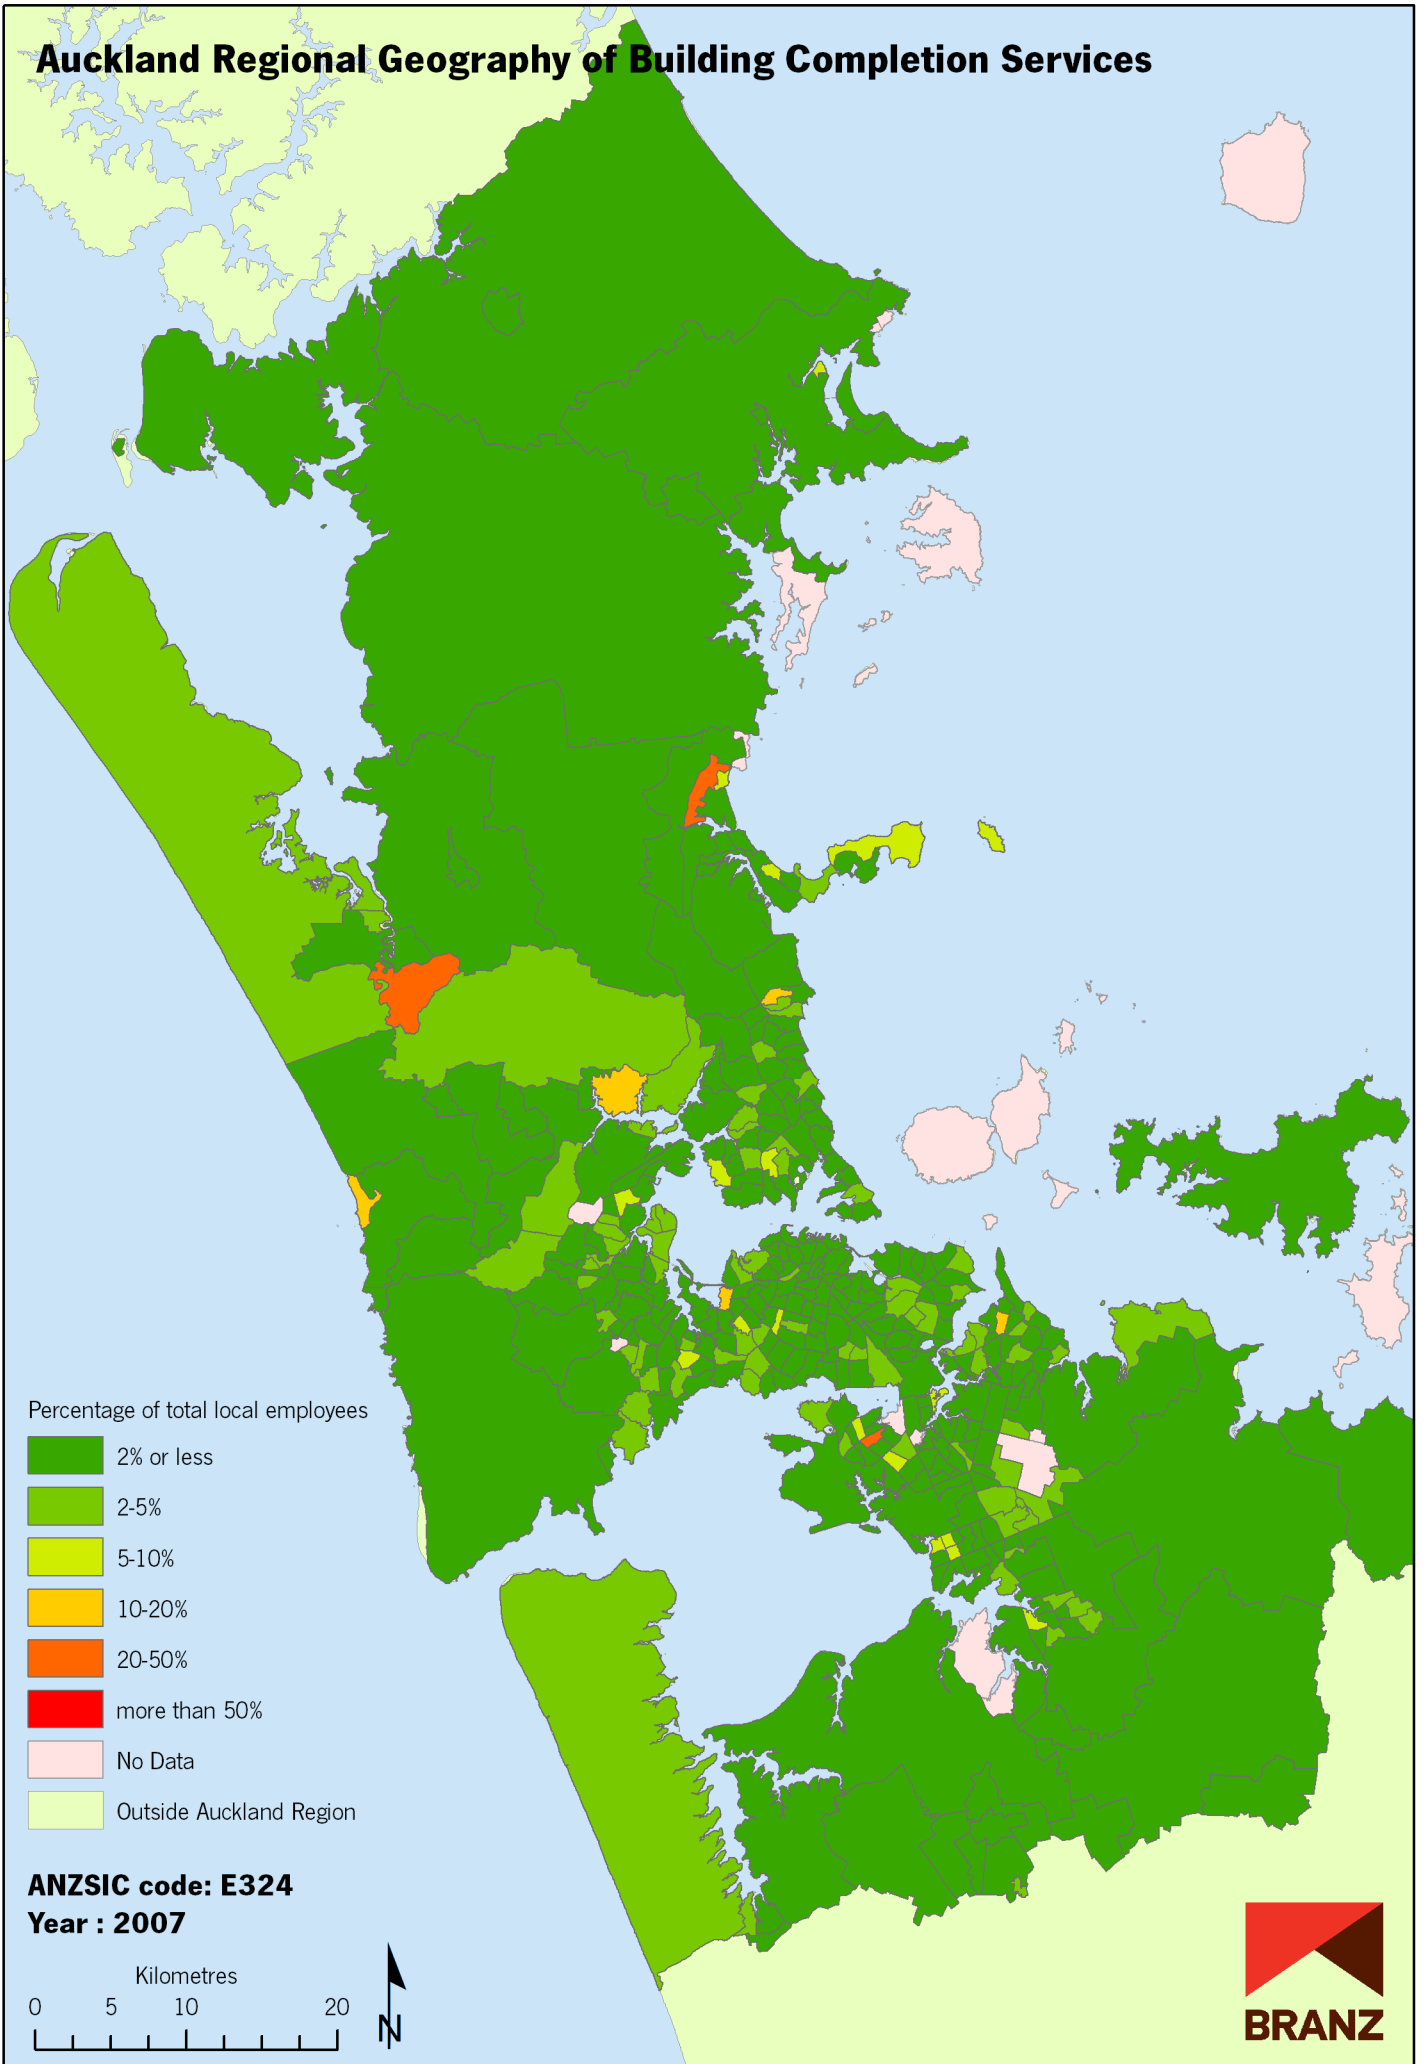 Auckland Regional Geography of Building Completion Services
Percentage of total local employees
2% or less
2-5%
5-10%
10-20%
20-50%
more than 50%
No Data
Outside Auckland Region
ANZSIC code: E324
Year : 2007
Kilometres
0 5 10 20
N
BRANZ